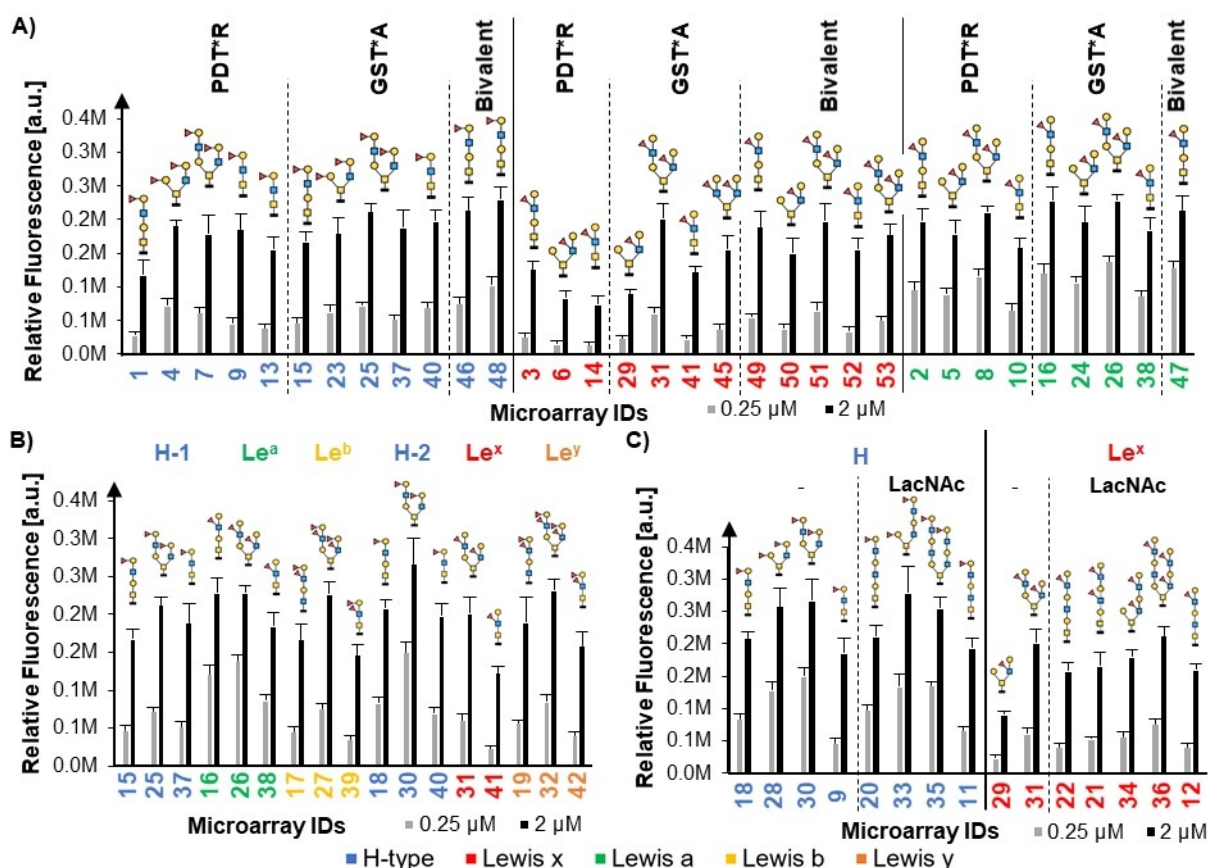 A)
PDT*R GST*A Bivalent PDT*R GST*A Bivalent PDT*R GST*A Bivalent
Relative Fluorescence [a.u.]
0.4M
0.3M
0.3M
0.2M
0.2M
0.1M
0.1M
0.0M
1 4 7 9 13 15 23 25 37 40 46 48 3 6 14 29 31 41 45 49 50 51 52 53 2 5 8 10 16 24 26 38 47
Microarray IDs 0.25 µM 2 µM
B)
H-1 Leᵃ Leᵇ H-2 Leˣ Leʸ
Relative Fluorescence [a.u.]
0.4M
0.3M
0.3M
0.2M
0.2M
0.1M
0.1M
0.0M
15 25 37 16 26 38 17 27 39 18 30 40 31 41 19 32 42
Microarray IDs 0.25 µM 2 µM
C)
H Leˣ
- LacNAc - LacNAc
Relative Fluorescence [a.u.]
0.4M
0.3M
0.3M
0.2M
0.2M
0.1M
0.1M
0.0M
18 28 30 9 20 33 35 11 29 31 22 21 34 36 12
Microarray IDs 0.25 µM 2 µM
H-type Lewis x Lewis a Lewis b Lewis y